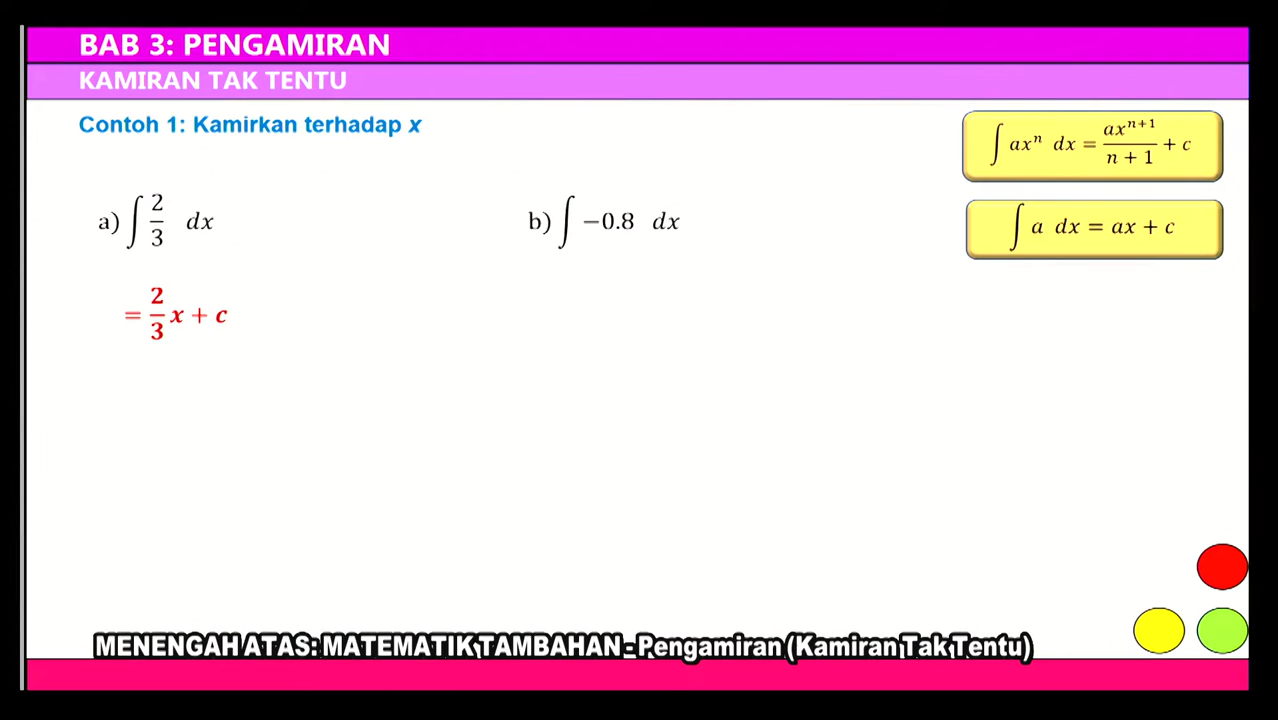 BAB 3: PENGAMIRAN
KAMIRAN TAK TENTU
Contoh 1: Kamirkan terhadap x
∫ axⁿ dx = axⁿ⁺¹/(n + 1) + c
∫ a dx = ax + c
a) ∫ 2/3 dx
b) ∫ −0.8 dx
= 2/3 x + c
MENENGAH ATAS: MATEMATIK TAMBAHAN - Pengamiran (Kamiran Tak Tentu)